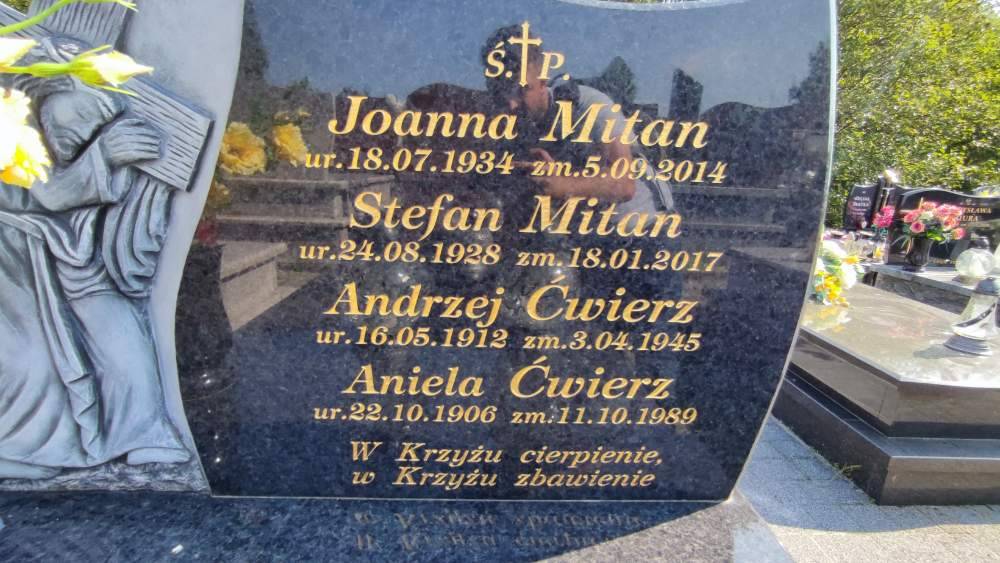 Ś. P.
Joanna Mitan
ur.18.07.1934 zm.5.09.2014
Stefan Mitan
ur.24.08.1928 zm.18.01.2017
Andrzej Ćwierz
ur.16.05.1912 zm.3.04.1945
Aniela Ćwierz
ur.22.10.1906 zm.11.10.1989
W Krzyżu cierpienie,
w Krzyżu zbawienie